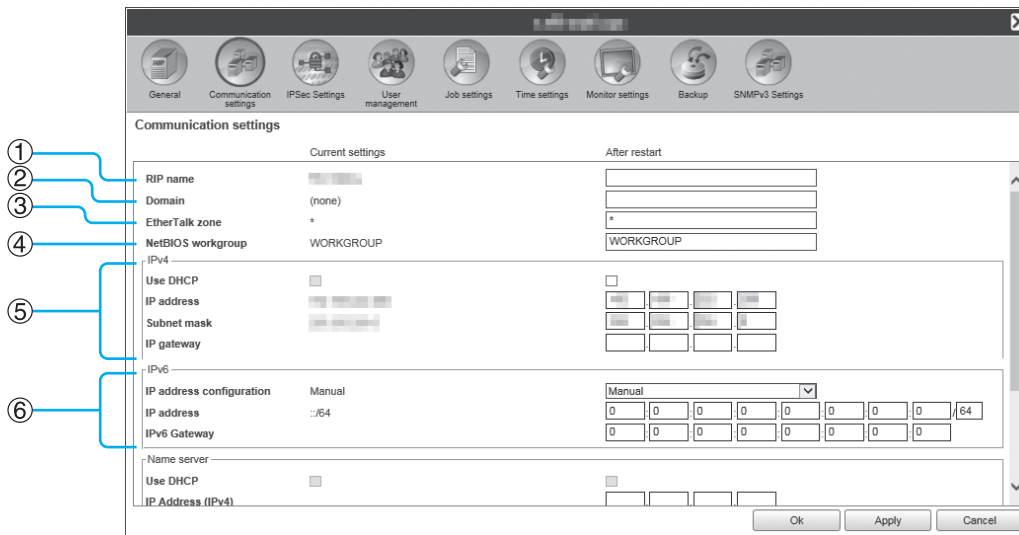 RIP
General
Communication settings
IPSec Settings
User management
Job settings
Time settings
Monitor settings
Backup
SNMPv3 Settings
Communication settings
Current settings After restart
① RIP name
② Domain (none)
③ EtherTalk zone * *
④ NetBIOS workgroup WORKGROUP WORKGROUP
IPv4
Use DHCP
⑤ IP address . . .
Subnet mask . . .
IP gateway . . .
IPv6
IP address configuration Manual Manual
⑥ IP address ::/64 0 : 0 : 0 : 0 : 0 : 0 : 0 : 0 / 64
IPv6 Gateway 0 : 0 : 0 : 0 : 0 : 0 : 0 : 0
Name server
Use DHCP
IP Address (IPv4) . . .
Ok Apply Cancel